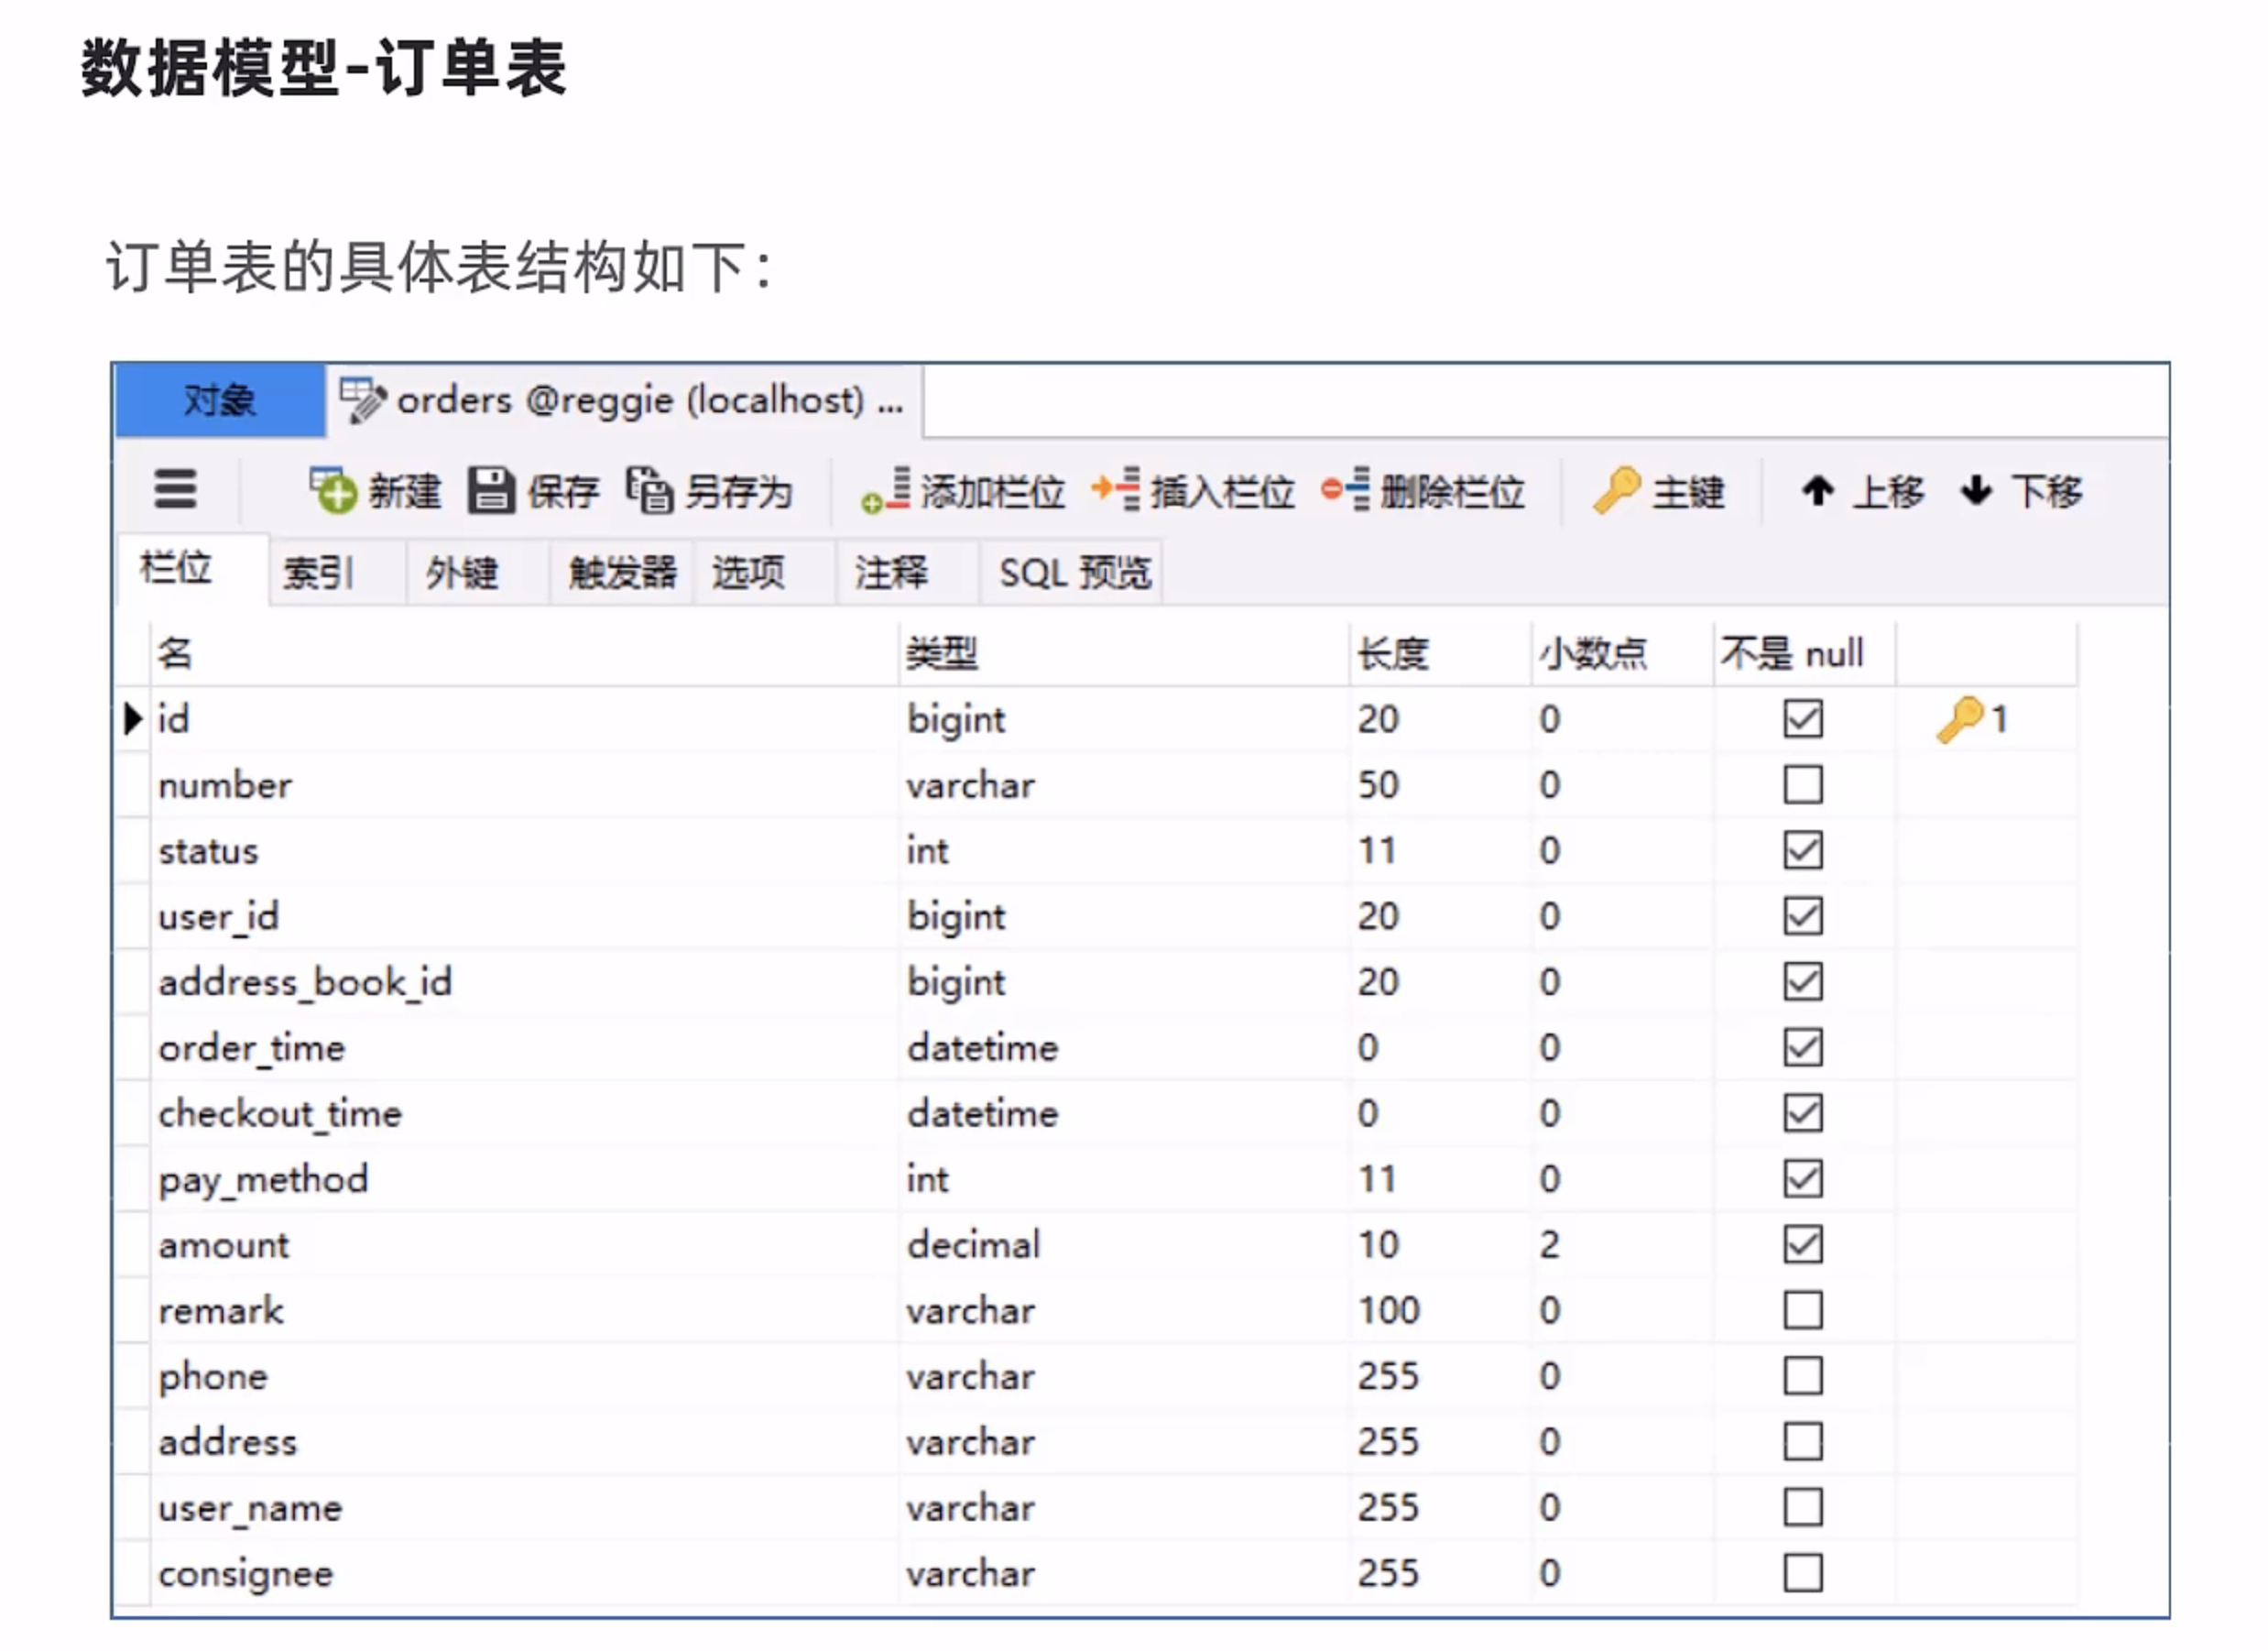 数据模型-订单表
订单表的具体表结构如下：
对象 orders @reggie (localhost) ...
新建 保存 另存为 添加栏位 插入栏位 删除栏位 主键 上移 下移
栏位 索引 外键 触发器 选项 注释 SQL 预览
名 类型 长度 小数点 不是 null
id bigint 20 0 1
number varchar 50 0
status int 11 0
user_id bigint 20 0
address_book_id bigint 20 0
order_time datetime 0 0
checkout_time datetime 0 0
pay_method int 11 0
amount decimal 10 2
remark varchar 100 0
phone varchar 255 0
address varchar 255 0
user_name varchar 255 0
consignee varchar 255 0